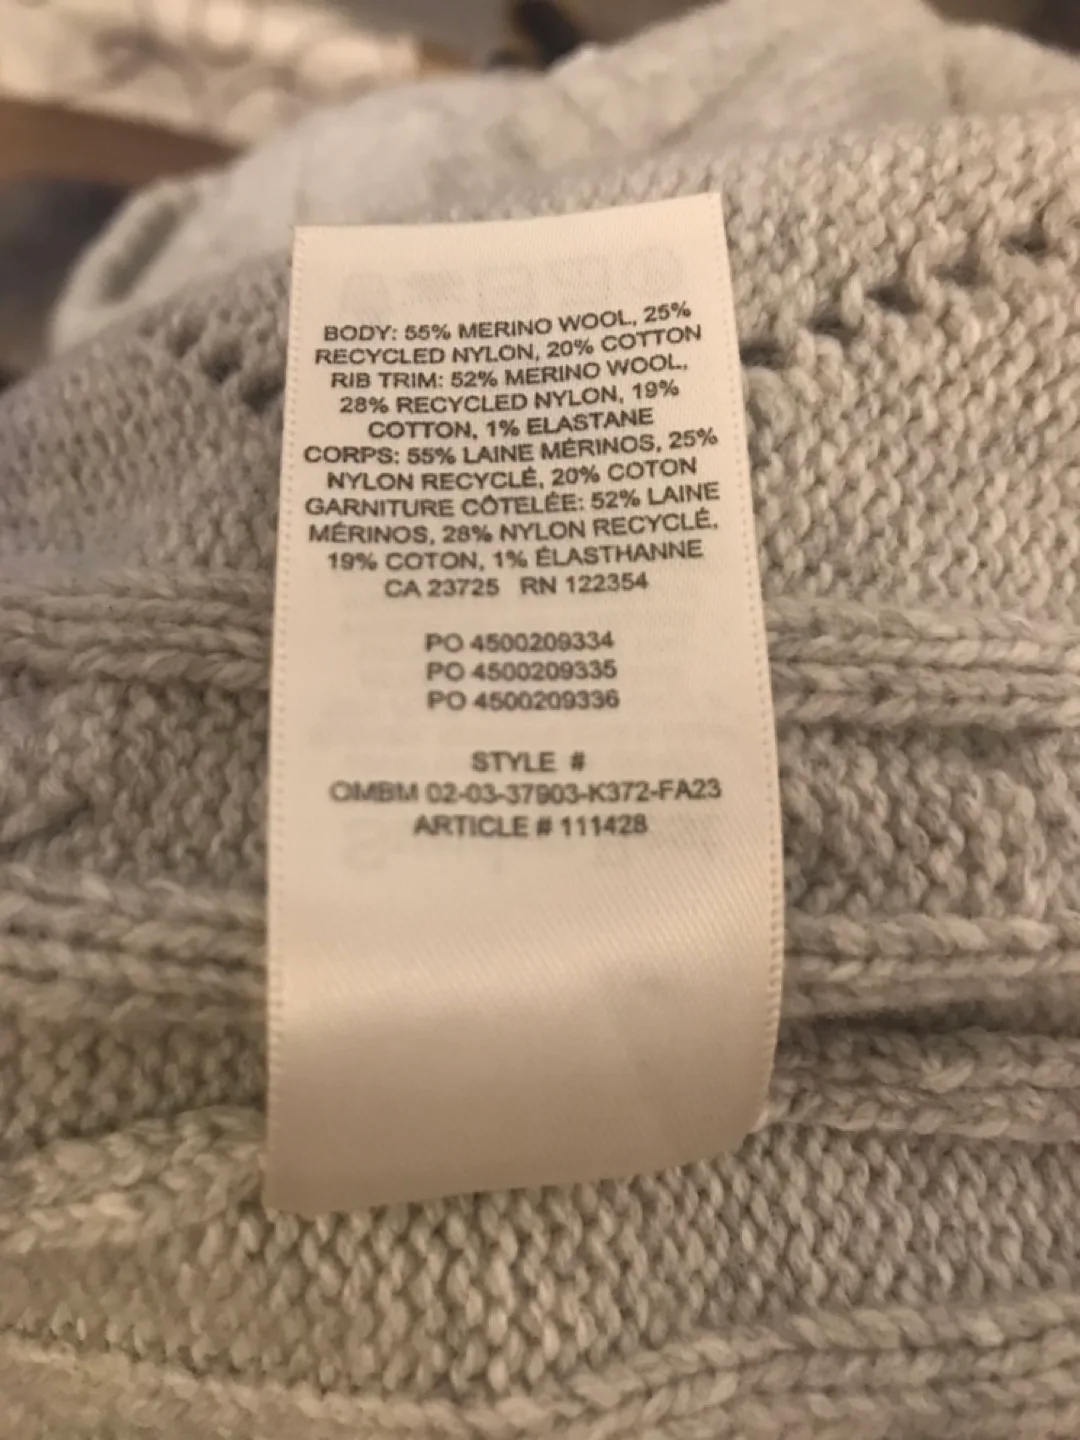 BODY: 55% MERINO WOOL, 25%
RECYCLED NYLON, 20% COTTON
RIB TRIM: 52% MERINO WOOL,
28% RECYCLED NYLON, 19%
COTTON, 1% ELASTANE
CORPS: 55% LAINE MÉRINOS, 25%
NYLON RECYCLÉ, 20% COTON
GARNITURE CÔTELÉE: 52% LAINE
MÉRINOS, 28% NYLON RECYCLÉ,
19% COTON, 1% ÉLASTHANNE
CA 23725 RN 122354
PO 4500209334
PO 4500209335
PO 4500209336
STYLE #
OMBM 02-03-37903-K372-FA23
ARTICLE # 111428